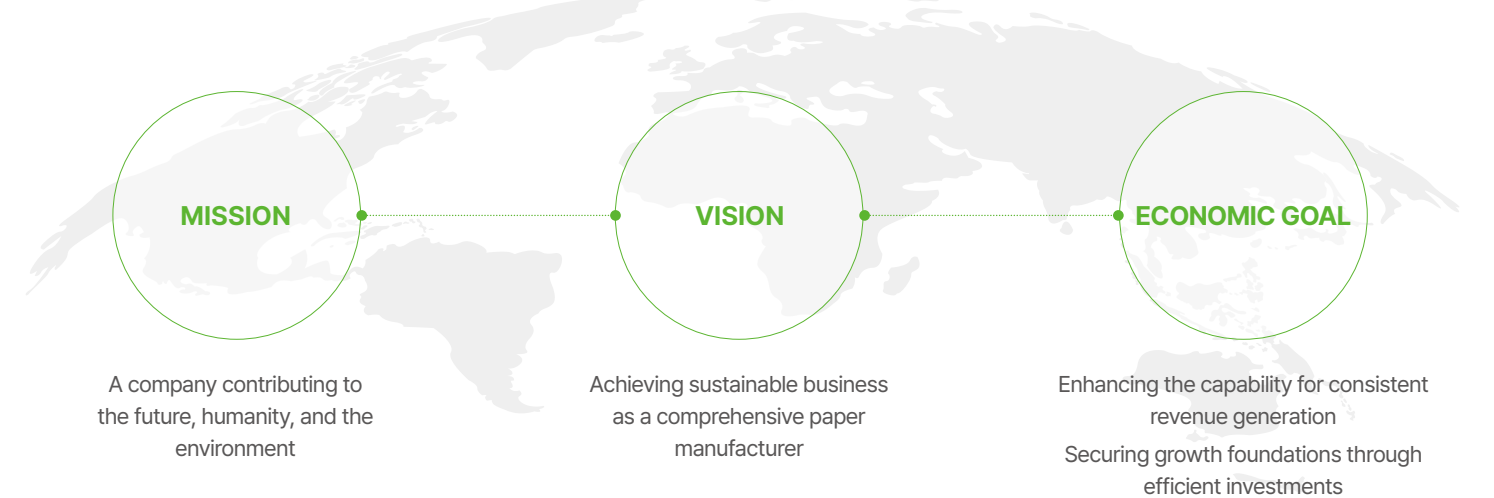 MISSION
VISION
ECONOMIC GOAL
A company contributing to
the future, humanity, and the
environment
Achieving sustainable business
as a comprehensive paper
manufacturer
Enhancing the capability for consistent
revenue generation
Securing growth foundations through
efficient investments